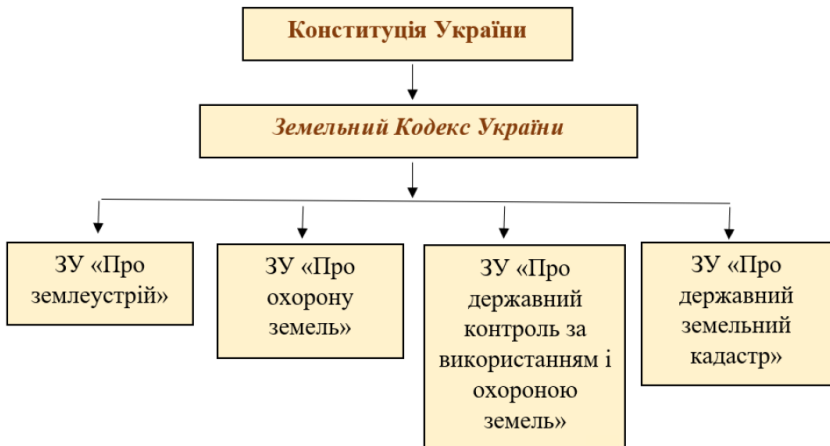 Конституція України
Земельний Кодекс України
ЗУ «Про
землеустрій»
ЗУ «Про
охорону
земель»
ЗУ «Про
державний
контроль за
використанням і
охороною
земель»
ЗУ «Про
державний
земельний
кадастр»